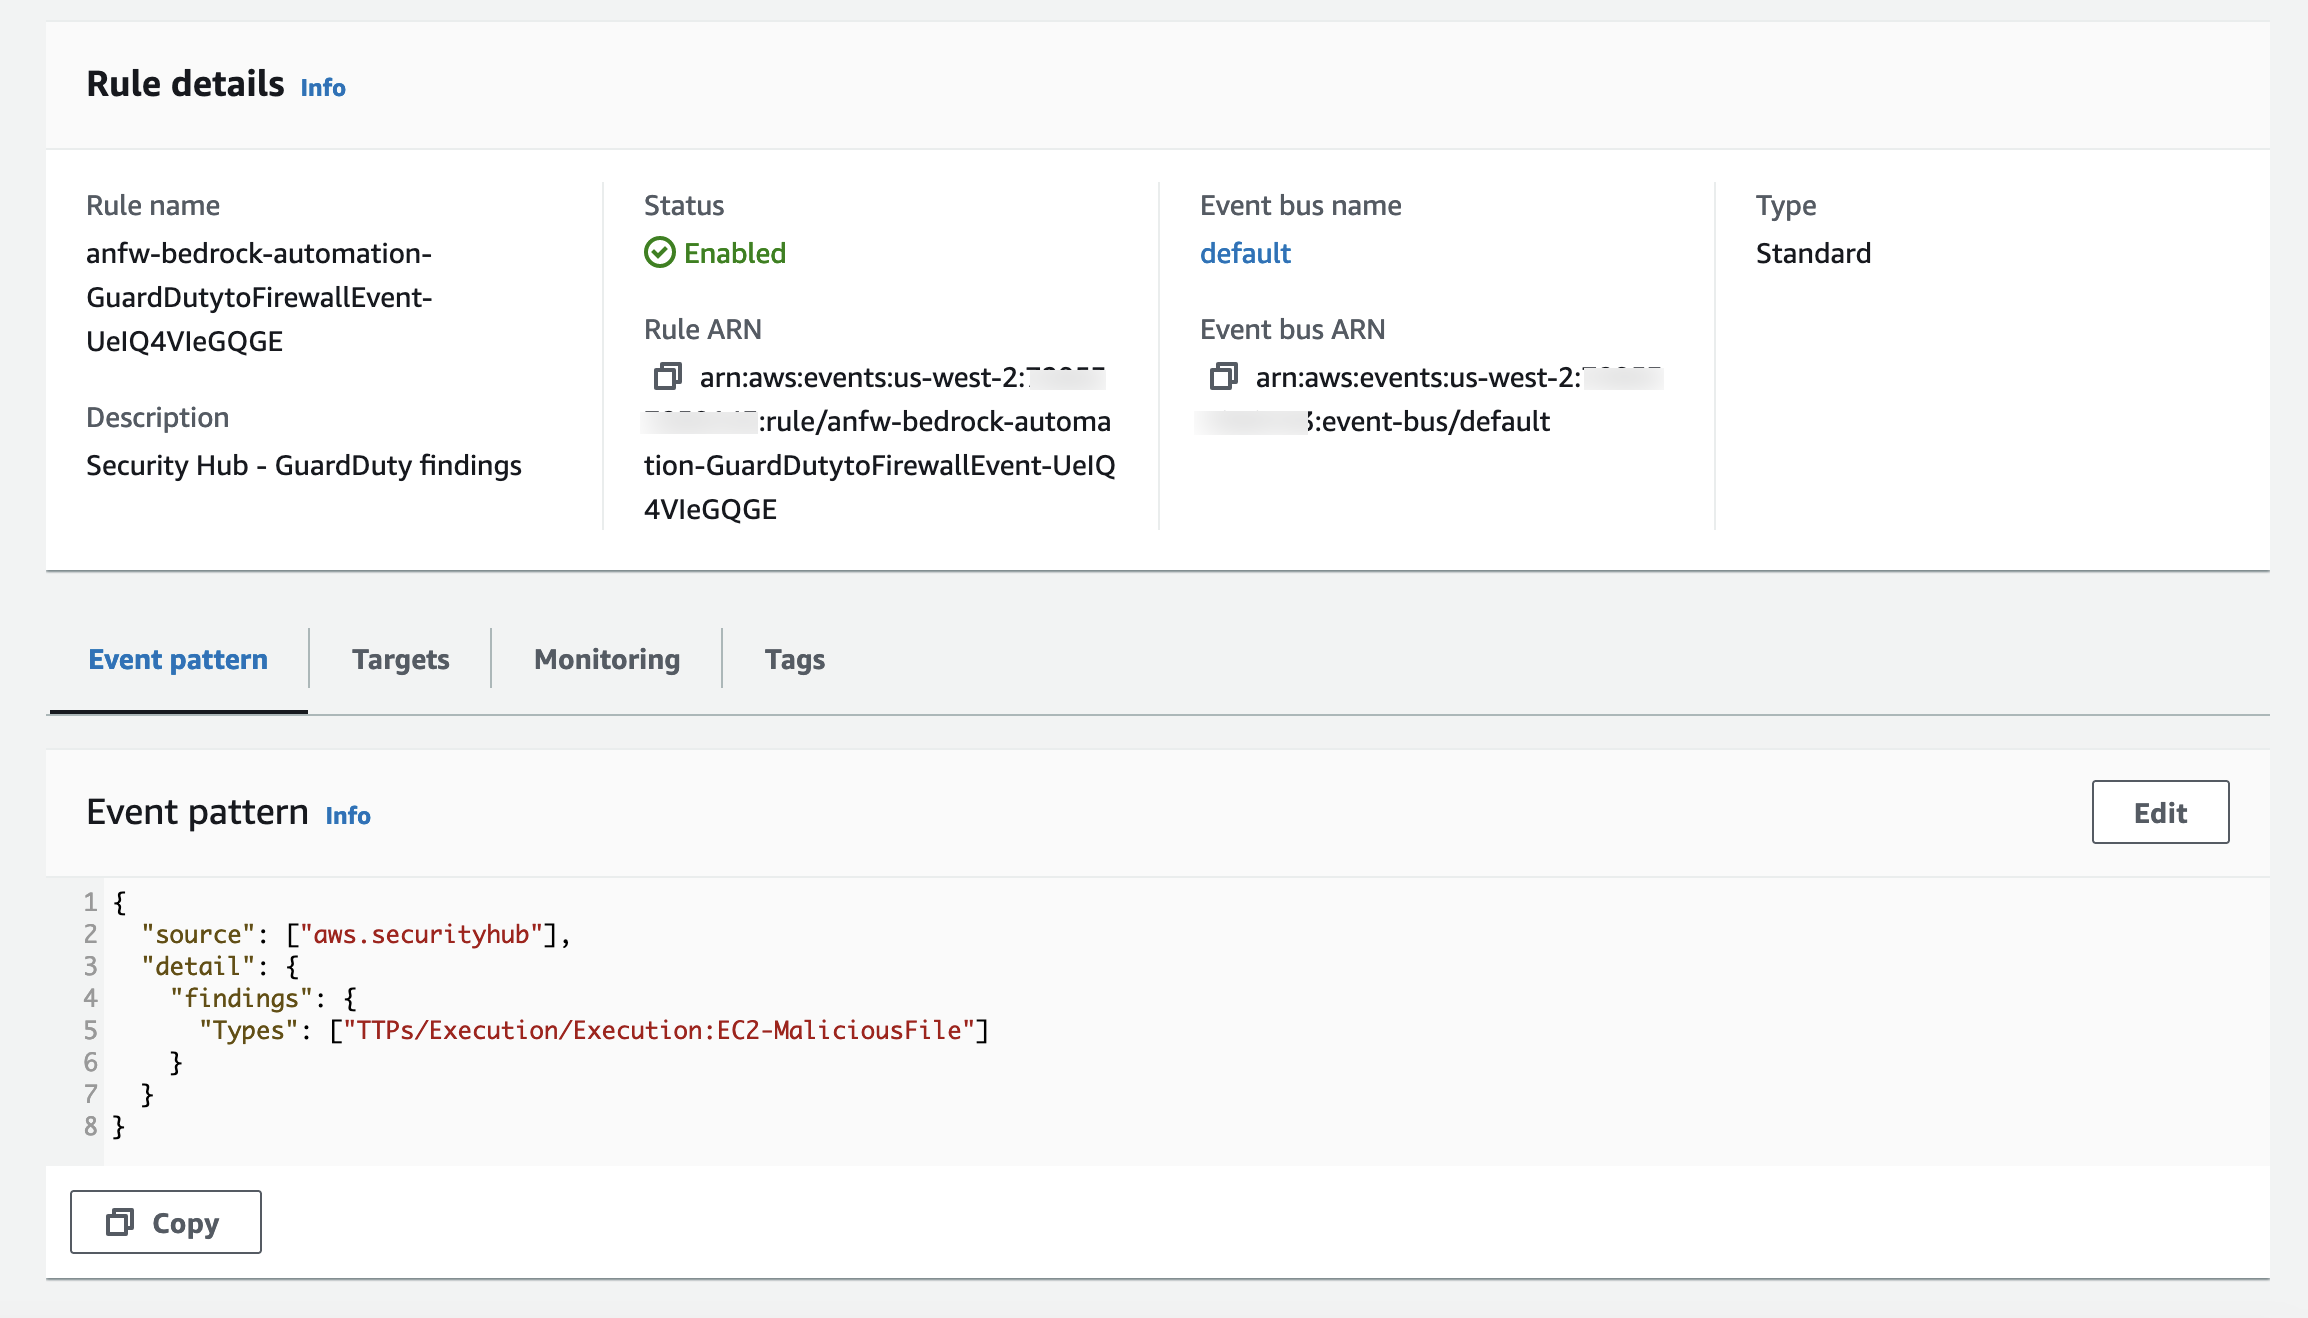 Rule details Info
Rule name
anfw-bedrock-automation-
GuardDutytoFirewallEvent-
UeIQ4VIeGQGE
Description
Security Hub - GuardDuty findings
Status
Enabled
Rule ARN
arn:aws:events:us-west-2:
:rule/anfw-bedrock-automa
tion-GuardDutytoFirewallEvent-UeIQ
4VIeGQGE
Event bus name
default
Event bus ARN
arn:aws:events:us-west-2:
:event-bus/default
Type
Standard
Event pattern Targets Monitoring Tags
Event pattern Info
Edit
1 {
2 "source": ["aws.securityhub"],
3 "detail": {
4 "findings": {
5 "Types": ["TTPs/Execution/Execution:EC2-MaliciousFile"]
6 }
7 }
8 }
Copy